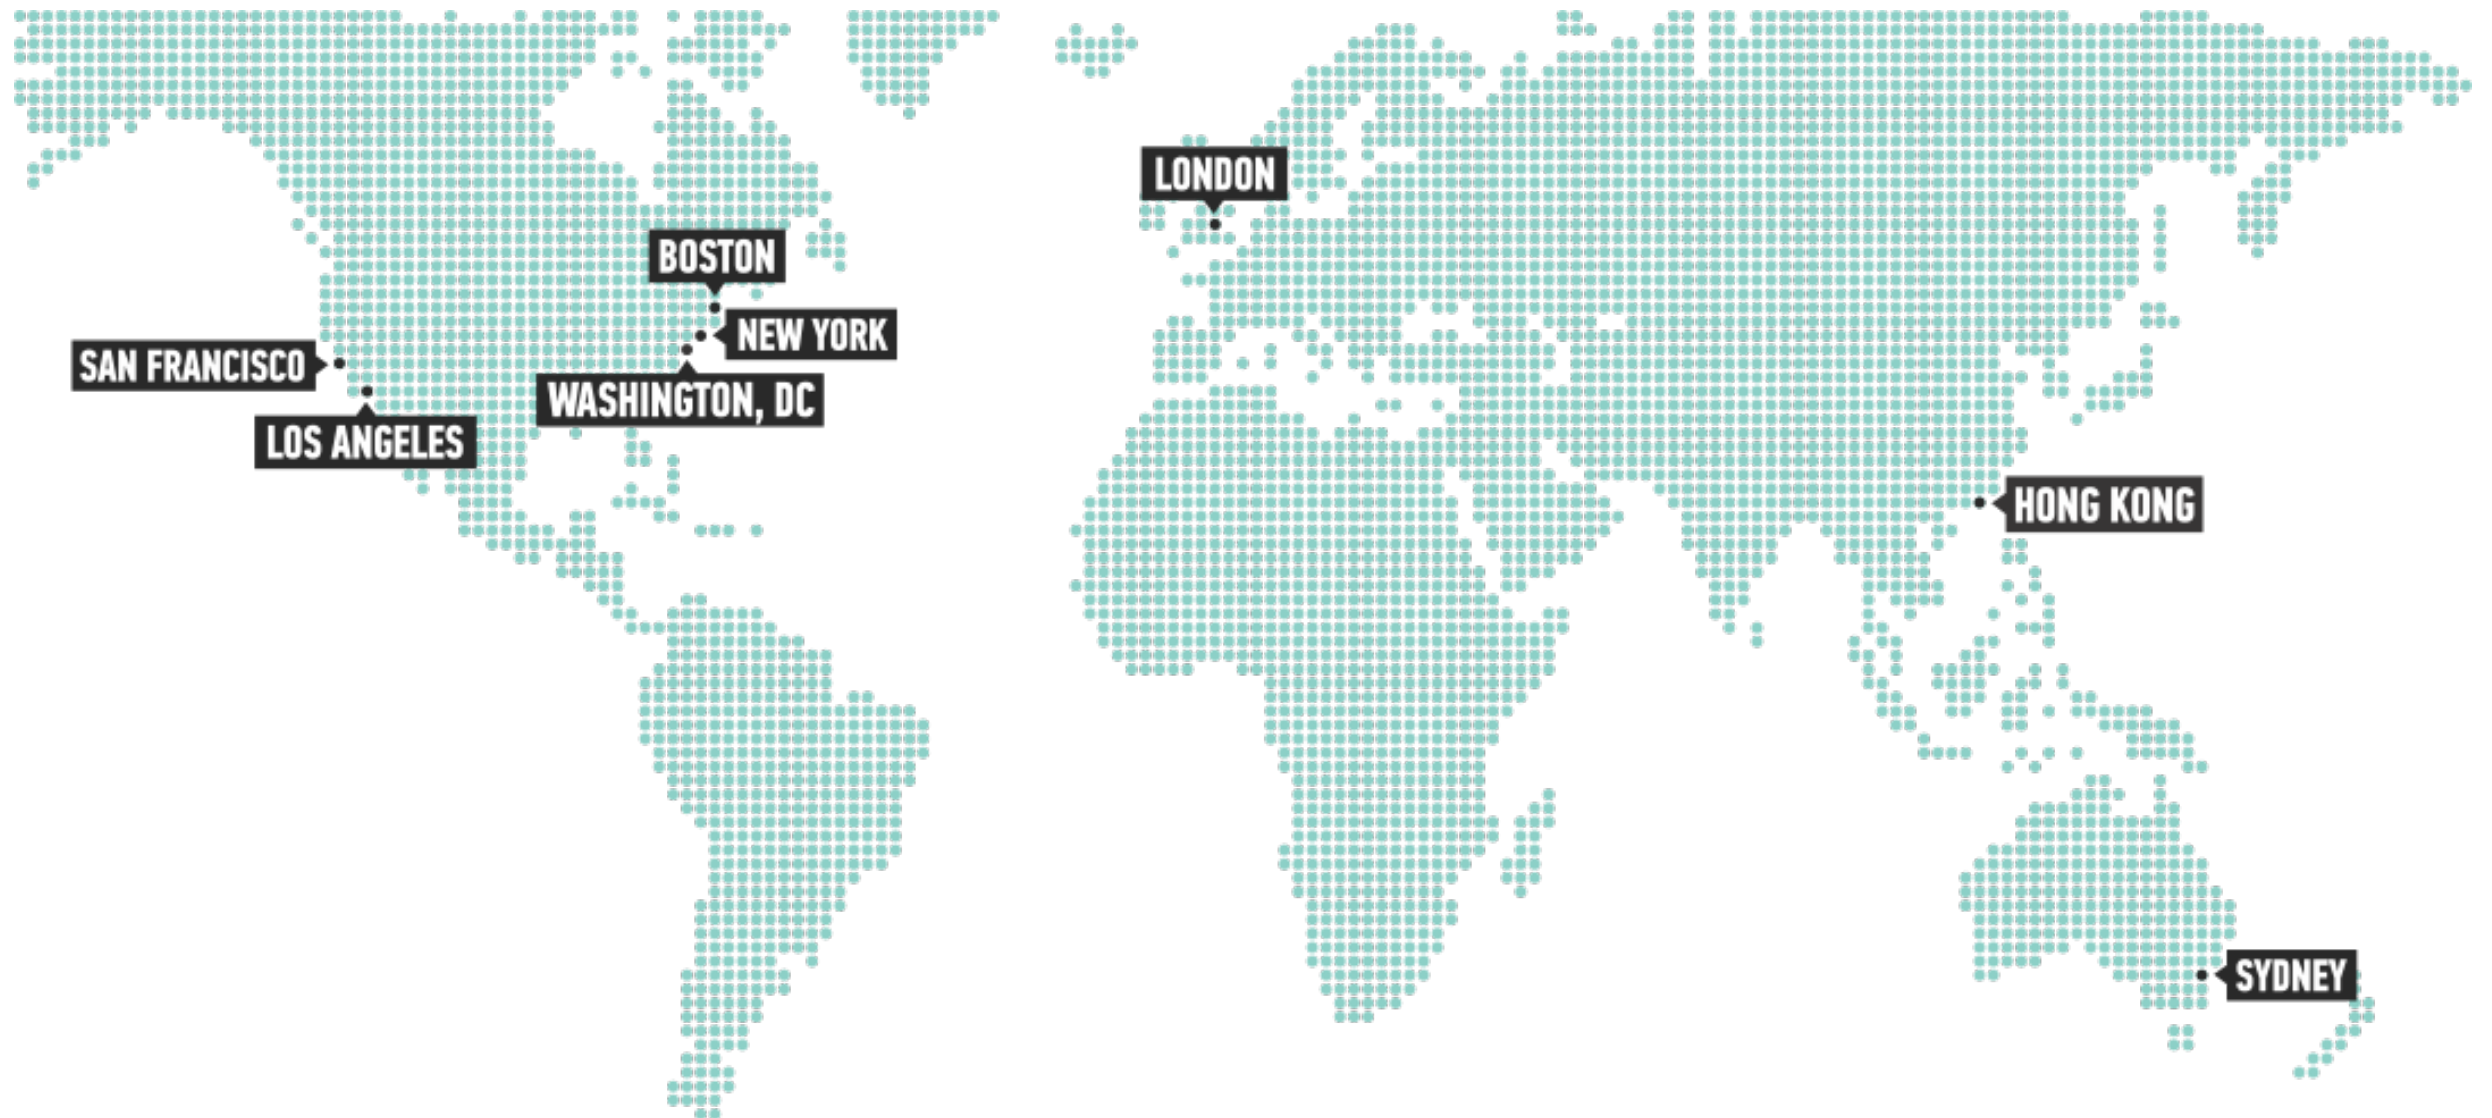 LONDON
BOSTON
NEW YORK
SAN FRANCISCO
WASHINGTON, DC
LOS ANGELES
HONG KONG
SYDNEY